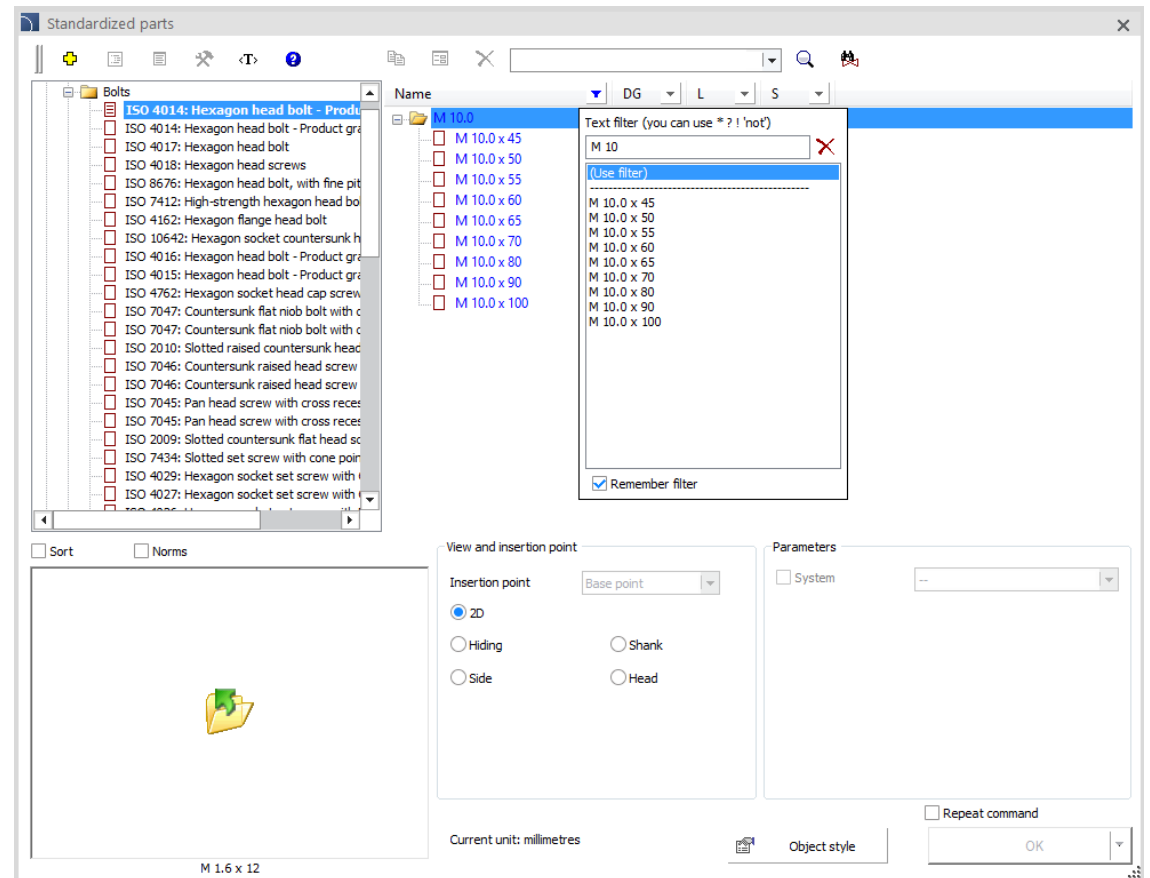 Standardized parts
‹T›
Bolts
ISO 4014: Hexagon head bolt - Produ
ISO 4014: Hexagon head bolt - Product gra
ISO 4017: Hexagon head bolt
ISO 4018: Hexagon head screws
ISO 8676: Hexagon head bolt, with fine pit
ISO 7412: High-strength hexagon head bo
ISO 4162: Hexagon flange head bolt
ISO 10642: Hexagon socket countersunk h
ISO 4016: Hexagon head bolt - Product gra
ISO 4015: Hexagon head bolt - Product gra
ISO 4762: Hexagon socket head cap screw
ISO 7047: Countersunk flat niob bolt with c
ISO 7047: Countersunk flat niob bolt with c
ISO 2010: Slotted raised countersunk head
ISO 7046: Countersunk raised head screw
ISO 7046: Countersunk raised head screw
ISO 7045: Pan head screw with cross reces
ISO 7045: Pan head screw with cross reces
ISO 2009: Slotted countersunk flat head sc
ISO 7434: Slotted set screw with cone poin
ISO 4029: Hexagon socket set screw with
ISO 4027: Hexagon socket set screw with
Name DG L S
M 10.0
M 10.0 x 45
M 10.0 x 50
M 10.0 x 55
M 10.0 x 60
M 10.0 x 65
M 10.0 x 70
M 10.0 x 80
M 10.0 x 90
M 10.0 x 100
Text filter (you can use * ? ! 'not')
M 10
(Use filter)
M 10.0 x 45
M 10.0 x 50
M 10.0 x 55
M 10.0 x 60
M 10.0 x 65
M 10.0 x 70
M 10.0 x 80
M 10.0 x 90
M 10.0 x 100
Remember filter
Sort Norms
M 1.6 x 12
View and insertion point
Insertion point Base point
2D
Hiding Shank
Side Head
Parameters
System --
Repeat command
Current unit: millimetres
Object style
OK